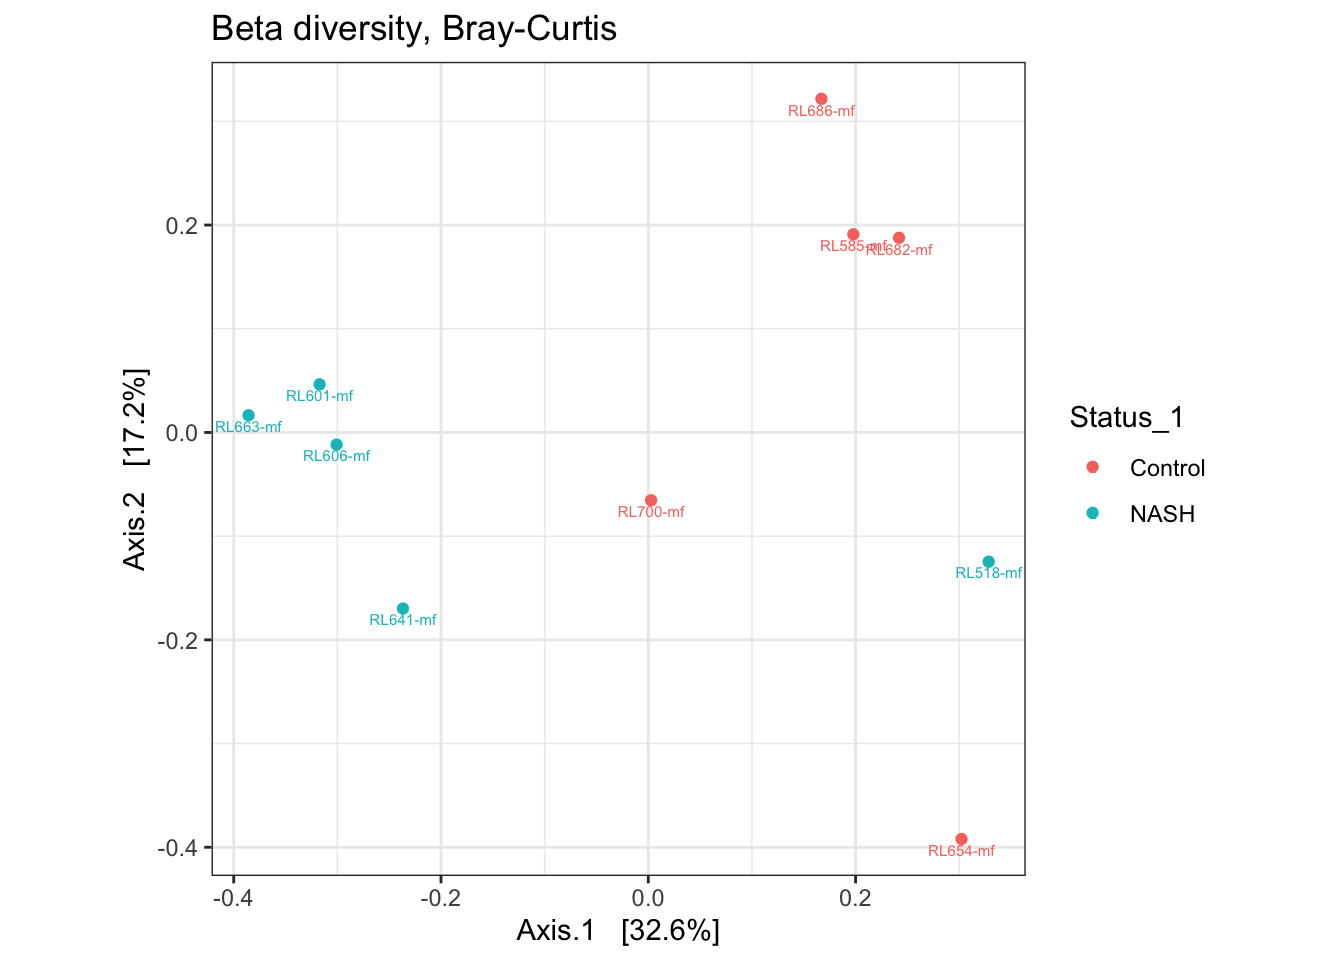 Beta diversity, Bray-Curtis
RL686-mf
RL585-mf
RL682-mf
RL601-mf
RL663-mf
RL606-mf
RL700-mf
RL518-mf
RL641-mf
RL654-mf
0.2
0.0
-0.2
-0.4
Axis.2 [17.2%]
-0.4 -0.2 0.0 0.2
Axis.1 [32.6%]
Status_1
Control
NASH